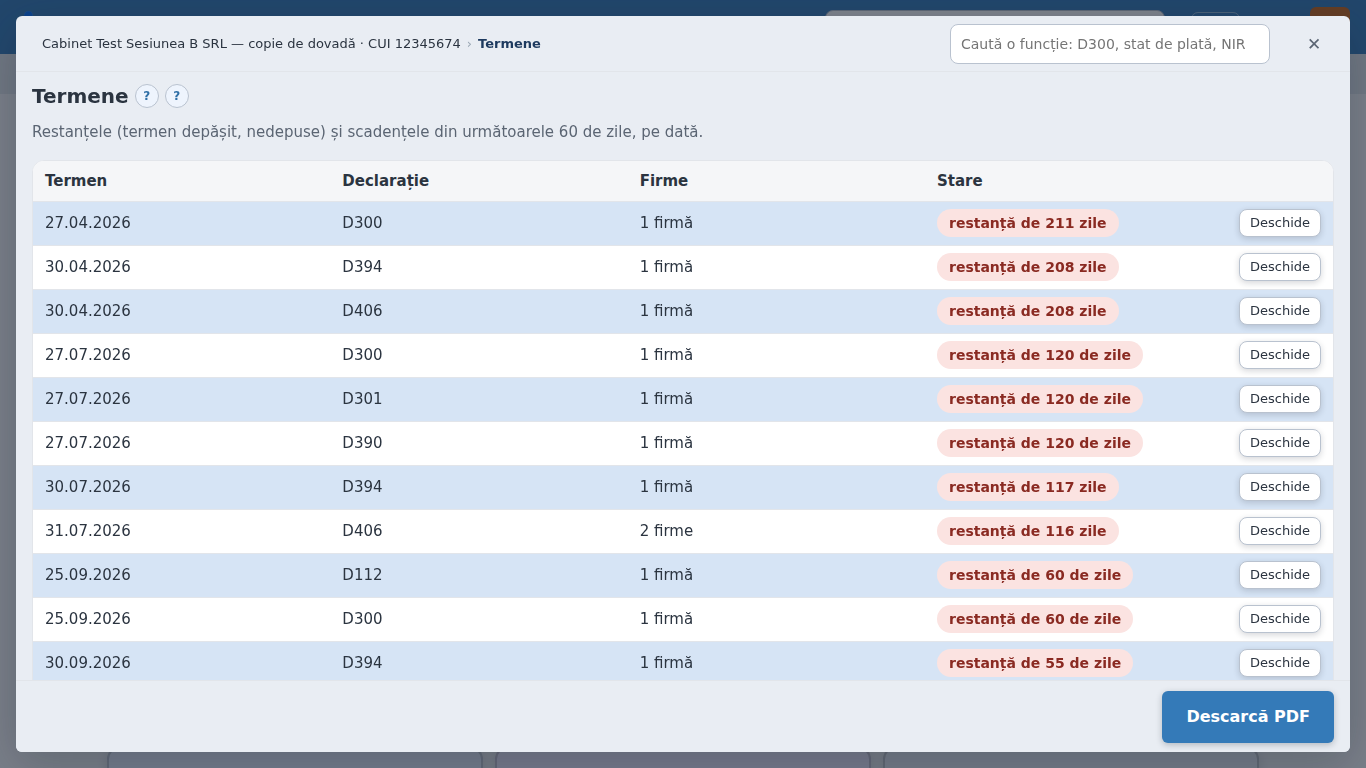 Cabinet Test Sesiunea B SRL — copie de dovadă · CUI 12345674 › Termene
Caută o funcție: D300, stat de plată, NIR
✕
Termene ? ?
Restanțele (termen depășit, nedepuse) și scadențele din următoarele 60 de zile, pe dată.
Termen Declarație Firme Stare
27.04.2026 D300 1 firmă restanță de 211 zile Deschide
30.04.2026 D394 1 firmă restanță de 208 zile Deschide
30.04.2026 D406 1 firmă restanță de 208 zile Deschide
27.07.2026 D300 1 firmă restanță de 120 de zile Deschide
27.07.2026 D301 1 firmă restanță de 120 de zile Deschide
27.07.2026 D390 1 firmă restanță de 120 de zile Deschide
30.07.2026 D394 1 firmă restanță de 117 zile Deschide
31.07.2026 D406 2 firme restanță de 116 zile Deschide
25.09.2026 D112 1 firmă restanță de 60 de zile Deschide
25.09.2026 D300 1 firmă restanță de 60 de zile Deschide
30.09.2026 D394 1 firmă restanță de 55 de zile Deschide
Descarcă PDF